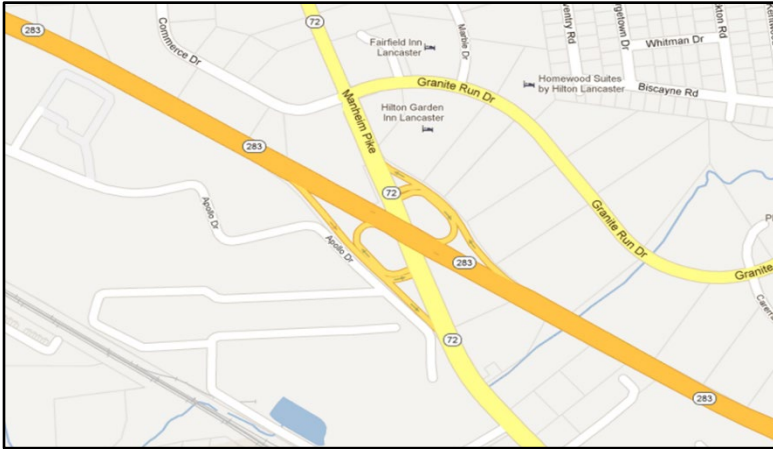 283
72
Commerce Dr
Marble Dr
Fairfield Inn
Lancaster
Granite Run Dr
Hilton Garden
Inn Lancaster
Homewood Suites
by Hilton Lancaster
Whitman Dr
Biscayne Rd
Manheim Pike
283
72
Apollo Dr
Apollo Dr
283
Granite Run Dr
Granite
72
283